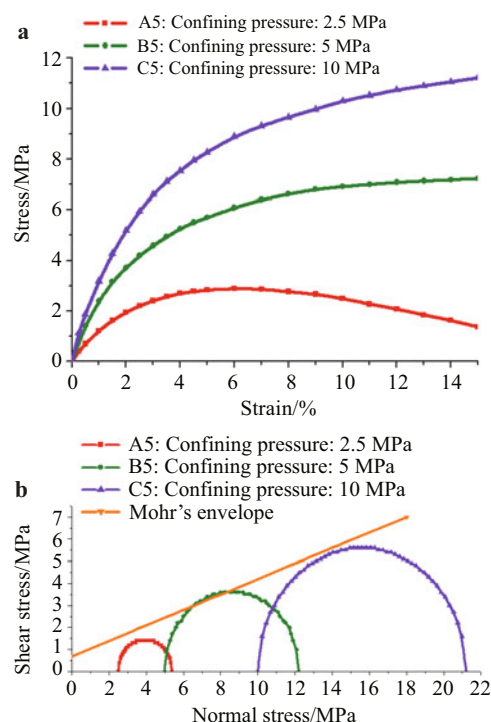 a
A5: Confining pressure: 2.5 MPa
B5: Confining pressure: 5 MPa
C5: Confining pressure: 10 MPa
12
10
8
6
4
2
0
Stress/MPa
0 2 4 6 8 10 12 14
Strain/%
b
A5: Confining pressure: 2.5 MPa
B5: Confining pressure: 5 MPa
C5: Confining pressure: 10 MPa
Mohr's envelope
7
6
5
4
3
2
1
0
Shear stress/MPa
0 2 4 6 8 10 12 14 16 18 20 22
Normal stress/MPa